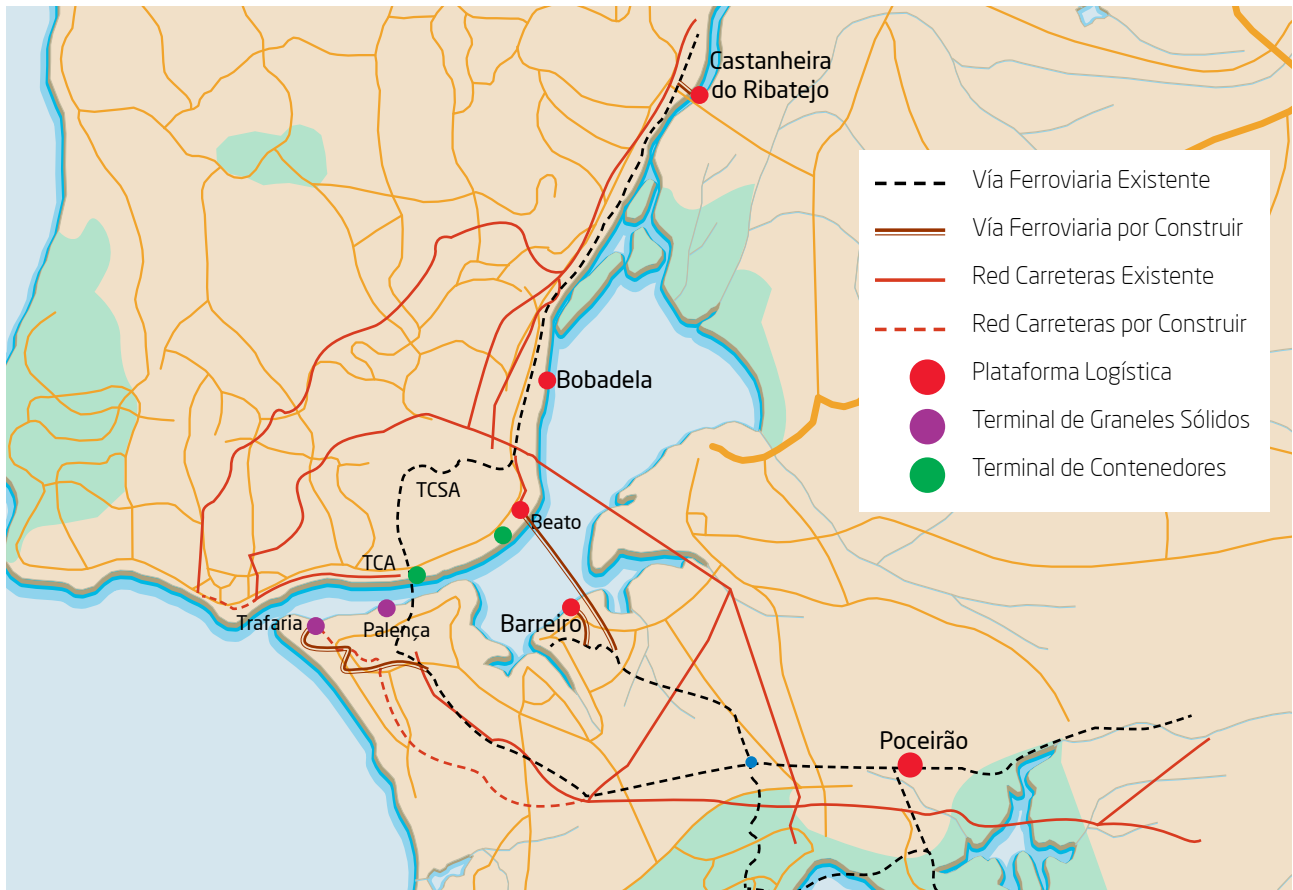 Castanheira
do Ribatejo
Vía Ferroviaria Existente
Vía Ferroviaria por Construir
Red Carreteras Existente
Red Carreteras por Construir
Plataforma Logística
Terminal de Graneles Sólidos
Terminal de Contenedores
Bobadela
TCSA
Beato
TCA
Trafaria
Palença
Barreiro
Poceirão